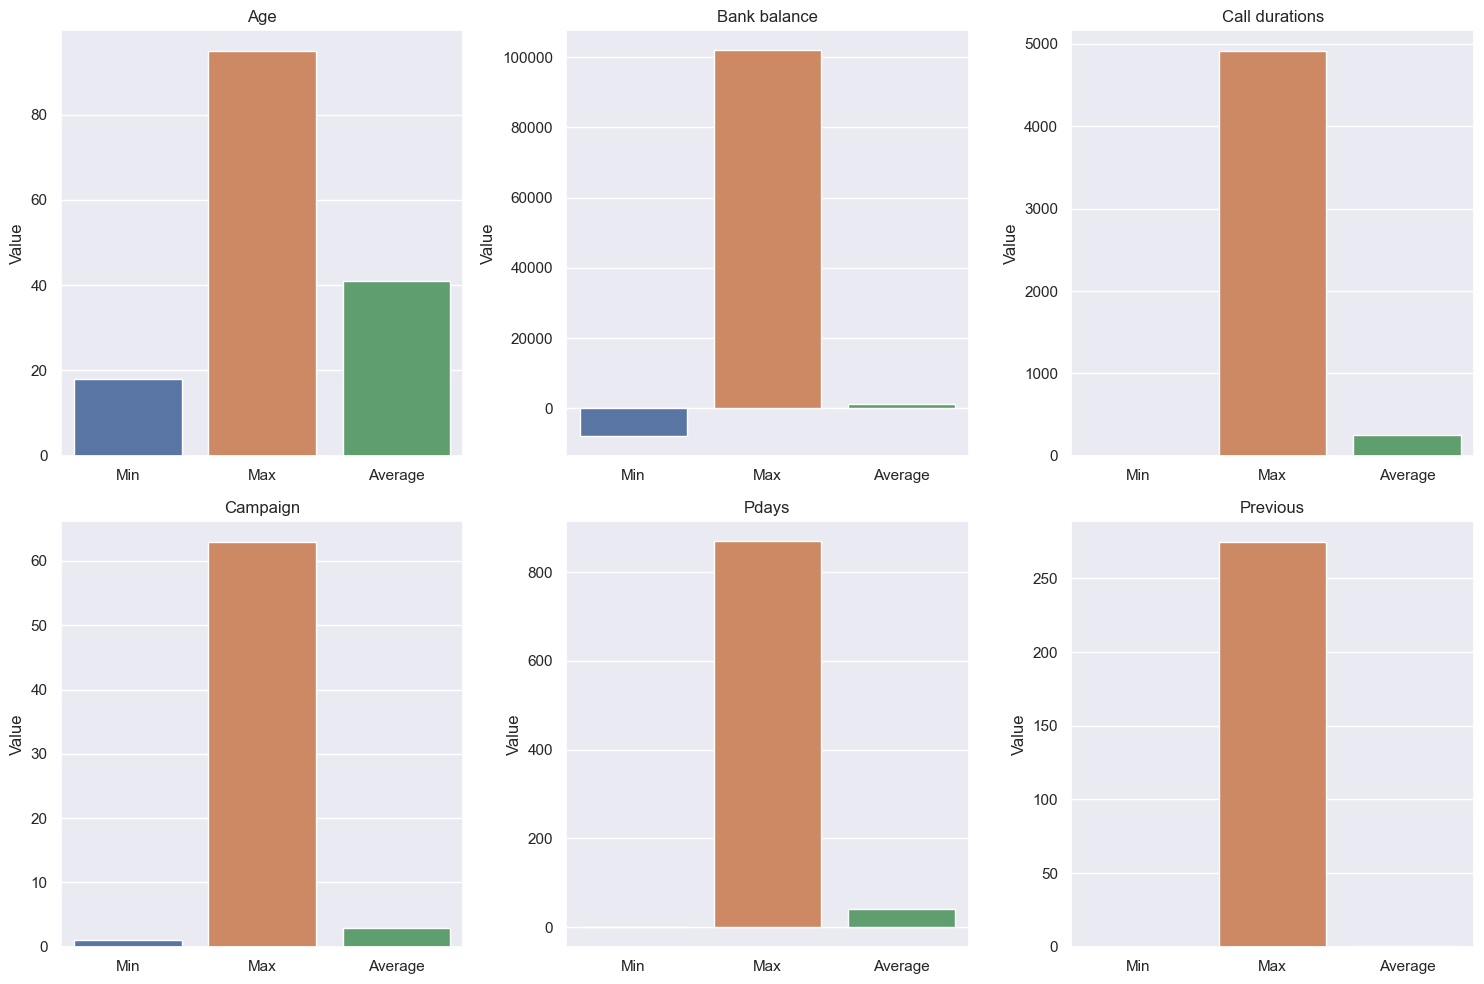 Age
Value
80
60
40
20
0
Min Max Average
Bank balance
Value
100000
80000
60000
40000
20000
0
Min Max Average
Call durations
Value
5000
4000
3000
2000
1000
0
Min Max Average
Campaign
Value
60
50
40
30
20
10
0
Min Max Average
Pdays
Value
800
600
400
200
0
Min Max Average
Previous
Value
250
200
150
100
50
0
Min Max Average